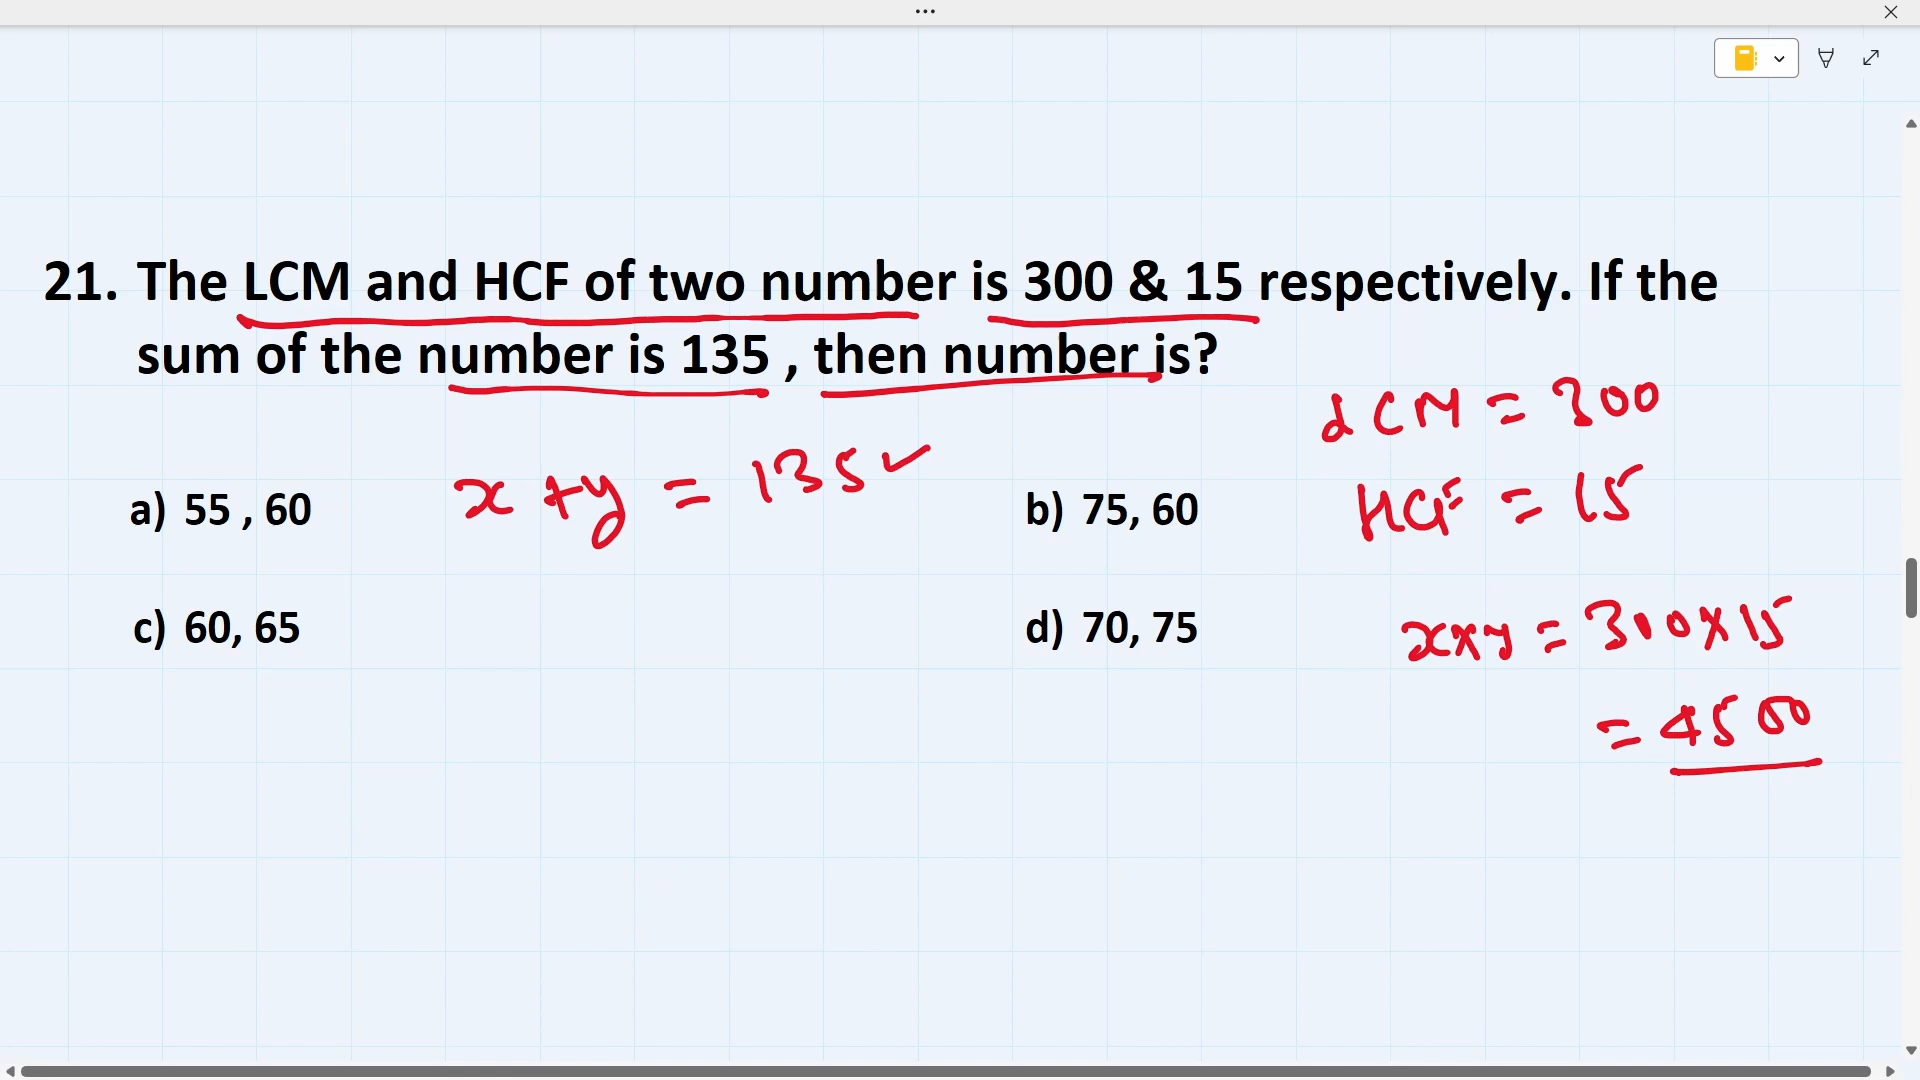 21. The LCM and HCF of two number is 300 & 15 respectively. If the
sum of the number is 135 , then number is?
LCM = 300
x + y = 135 ✓
a) 55 , 60
b) 75, 60
HCF = 15
c) 60, 65
d) 70, 75
x×y = 300×15
= 4500